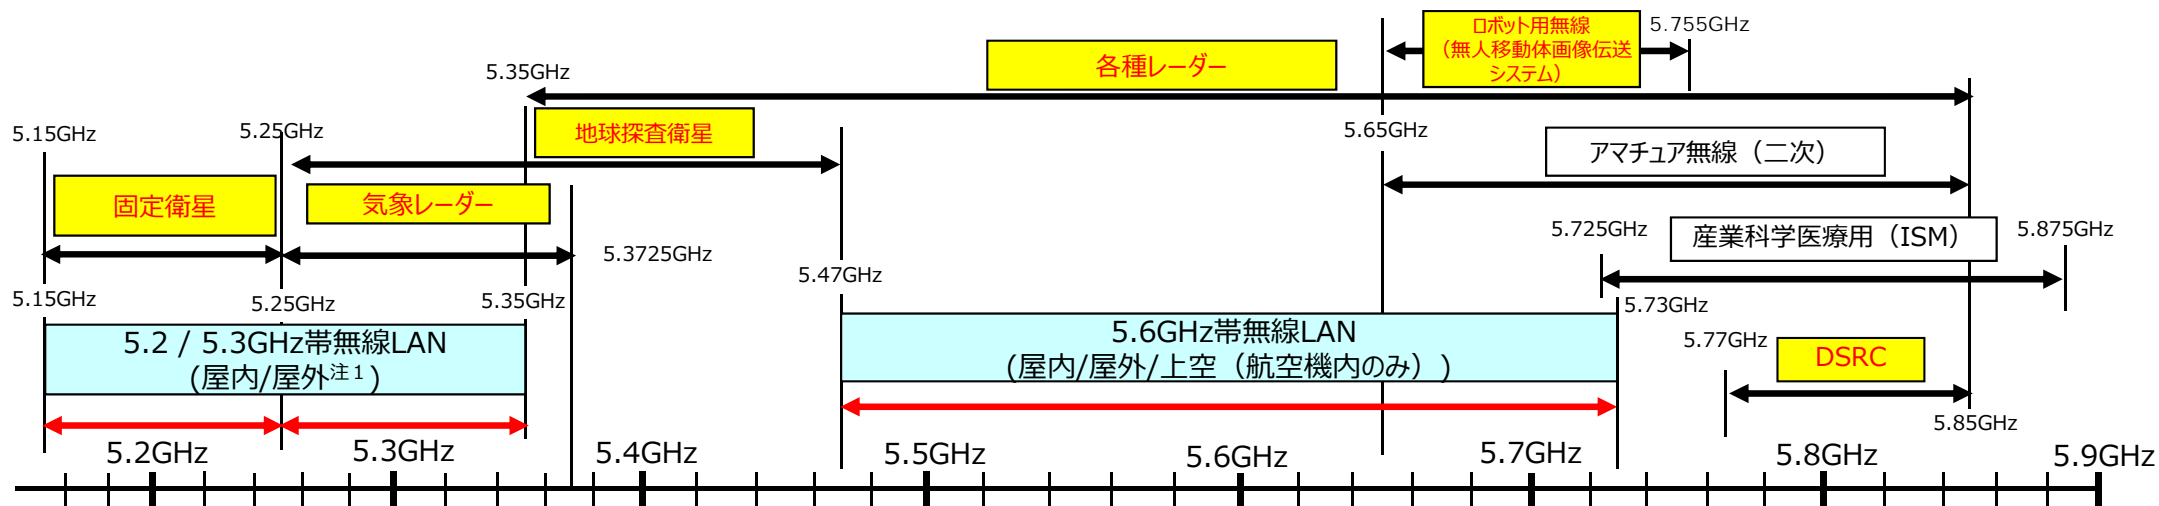 ロボット用無線
（無人移動体画像伝送
システム）
5.755GHz
各種レーダー
5.35GHz
地球探査衛星
5.15GHz
5.25GHz
5.65GHz
アマチュア無線（二次）
固定衛星
気象レーダー
5.3725GHz
5.725GHz
産業科学医療用（ISM）
5.875GHz
5.47GHz
5.15GHz
5.25GHz
5.35GHz
5.73GHz
5.2 / 5.3GHz帯無線LAN
(屋内/屋外注１)
5.6GHz帯無線LAN
(屋内/屋外/上空（航空機内のみ）)
5.77GHz
DSRC
5.85GHz
5.2GHz
5.3GHz
5.4GHz
5.5GHz
5.6GHz
5.7GHz
5.8GHz
5.9GHz